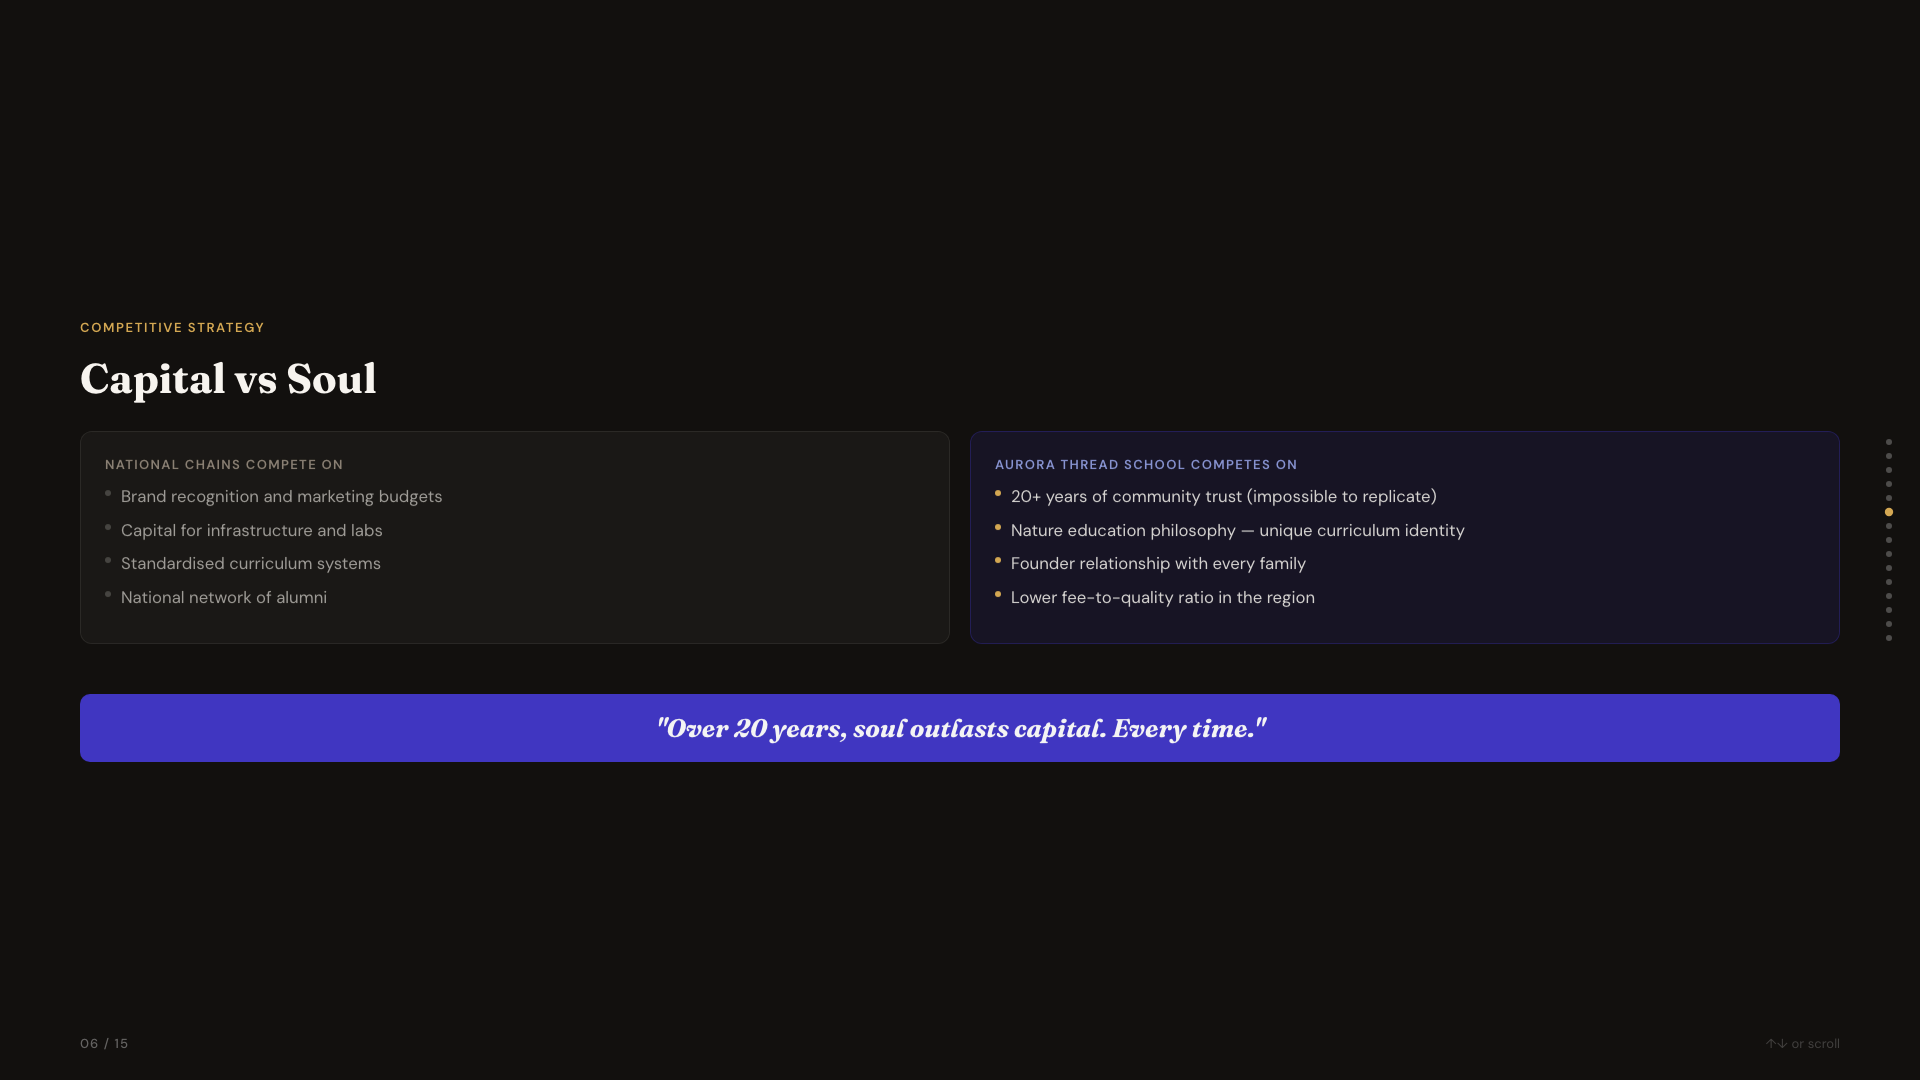 COMPETITIVE STRATEGY
Capital vs Soul
NATIONAL CHAINS COMPETE ON
Brand recognition and marketing budgets
Capital for infrastructure and labs
Standardised curriculum systems
National network of alumni
AURORA THREAD SCHOOL COMPETES ON
20+ years of community trust (impossible to replicate)
Nature education philosophy — unique curriculum identity
Founder relationship with every family
Lower fee-to-quality ratio in the region
"Over 20 years, soul outlasts capital. Every time."
06 / 15
↑↓ or scroll